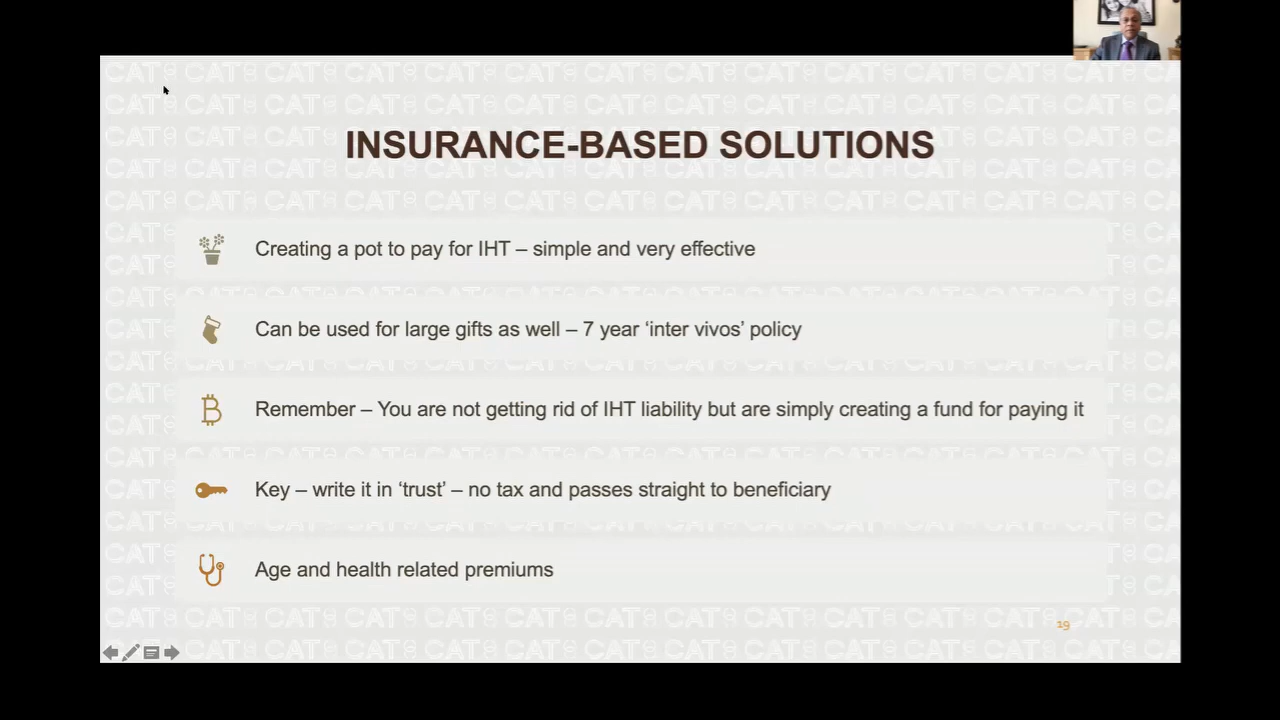 INSURANCE-BASED SOLUTIONS
Creating a pot to pay for IHT – simple and very effective
Can be used for large gifts as well – 7 year ‘inter vivos’ policy
Remember – You are not getting rid of IHT liability but are simply creating a fund for paying it
Key – write it in ‘trust’ – no tax and passes straight to beneficiary
Age and health related premiums
19